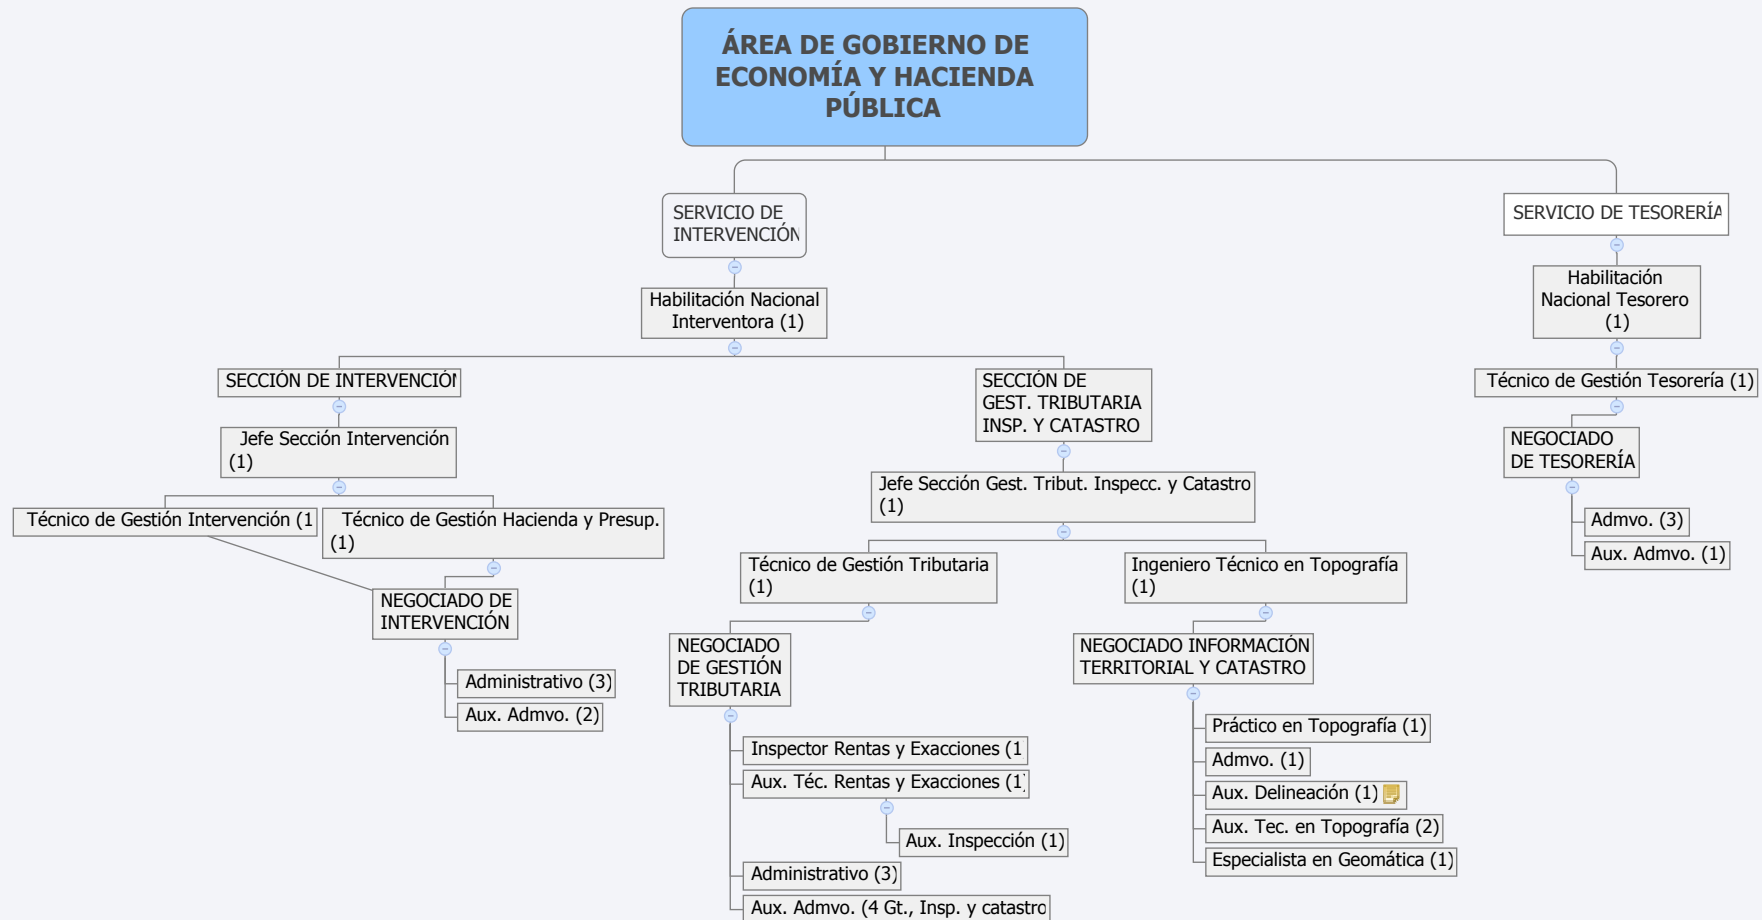 ÁREA DE GOBIERNO DE
ECONOMÍA Y HACIENDA
PÚBLICA
SERVICIO DE
INTERVENCIÓN
SERVICIO DE TESORERÍA
Habilitación Nacional
Interventora (1)
Habilitación
Nacional Tesorero
(1)
SECCIÓN DE INTERVENCIÓN
SECCIÓN DE
GEST. TRIBUTARIA
INSP. Y CATASTRO
Técnico de Gestión Tesorería (1)
Jefe Sección Intervención
(1)
NEGOCIADO
DE TESORERÍA
Jefe Sección Gest. Tribut. Inspecc. y Catastro
(1)
Técnico de Gestión Intervención (1
Técnico de Gestión Hacienda y Presup.
(1)
Admvo. (3)
Aux. Admvo. (1)
Técnico de Gestión Tributaria
(1)
Ingeniero Técnico en Topografía
(1)
NEGOCIADO DE
INTERVENCIÓN
NEGOCIADO
DE GESTIÓN
TRIBUTARIA
NEGOCIADO INFORMACIÓN
TERRITORIAL Y CATASTRO
Administrativo (3)
Aux. Admvo. (2)
Inspector Rentas y Exacciones (1
Aux. Téc. Rentas y Exacciones (1)
Aux. Inspección (1)
Administrativo (3)
Aux. Admvo. (4 Gt., Insp. y catastro
Práctico en Topografía (1)
Admvo. (1)
Aux. Delineación (1)
Aux. Tec. en Topografía (2)
Especialista en Geomática (1)